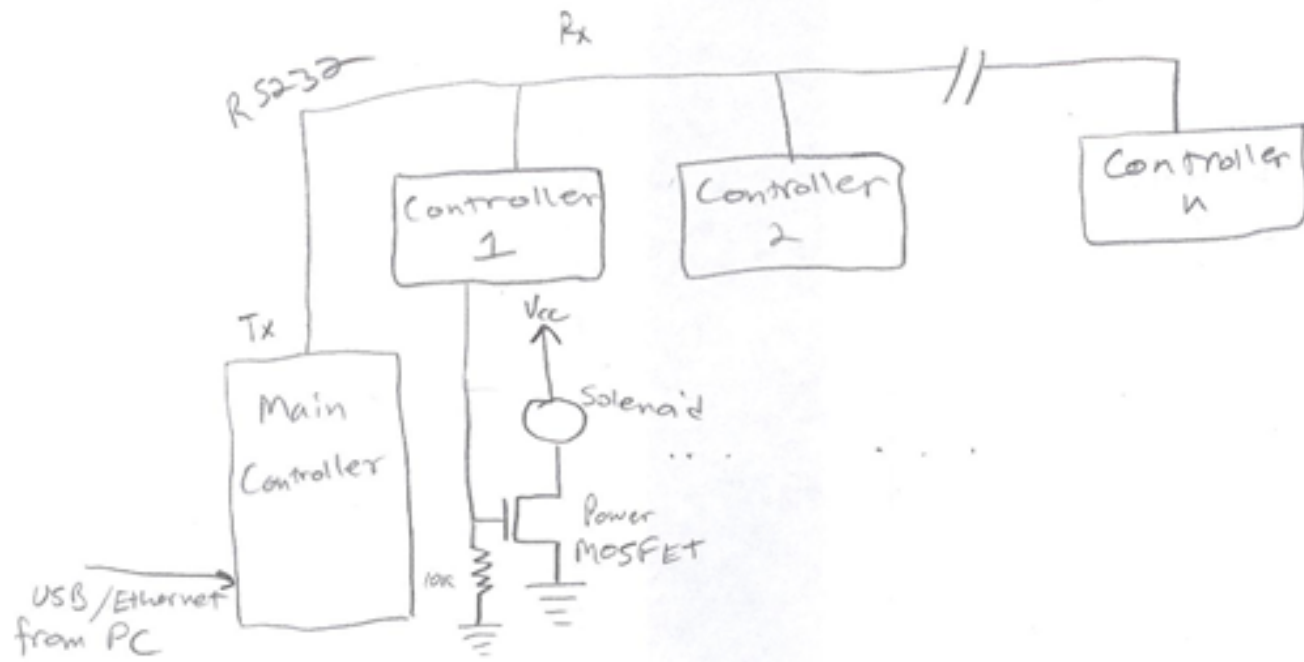 Rx
RS232
Controller
1
Controller
2
Controller
n
Tx
Main
Controller
Vcc
Solenoid
Power
MOSFET
10K
USB/Ethernet
from PC